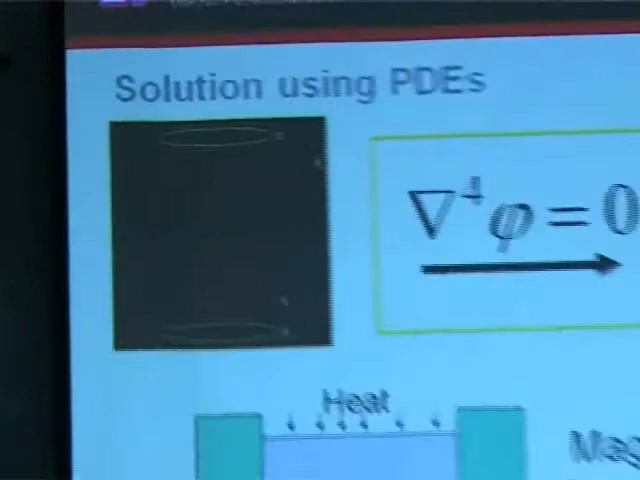 Solution using PDEs
∇⁴φ = 0
Heat